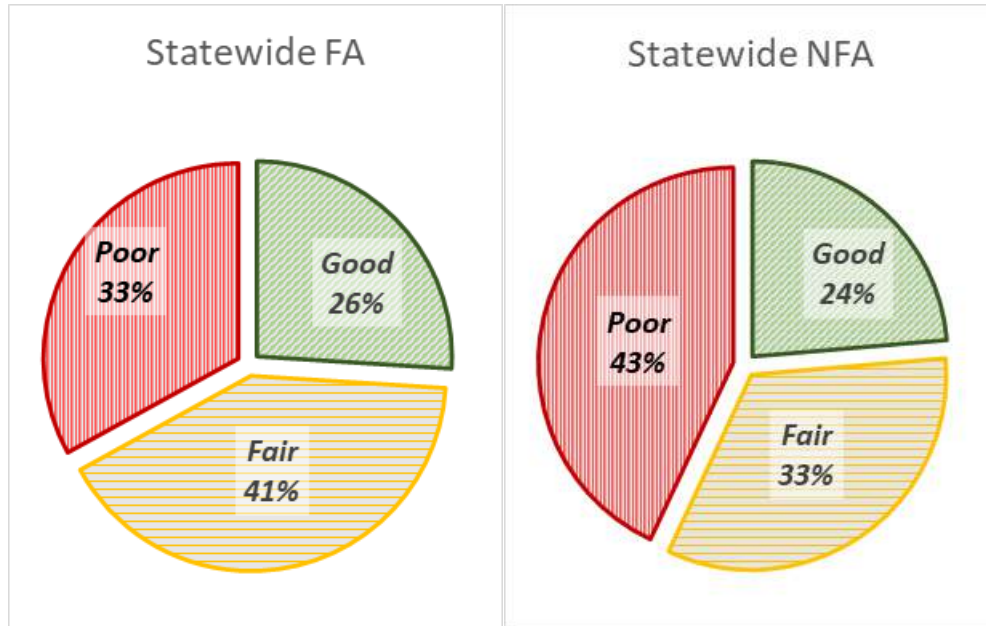 Statewide FA
Poor
33%
Good
26%
Fair
41%
Statewide NFA
Poor
43%
Good
24%
Fair
33%